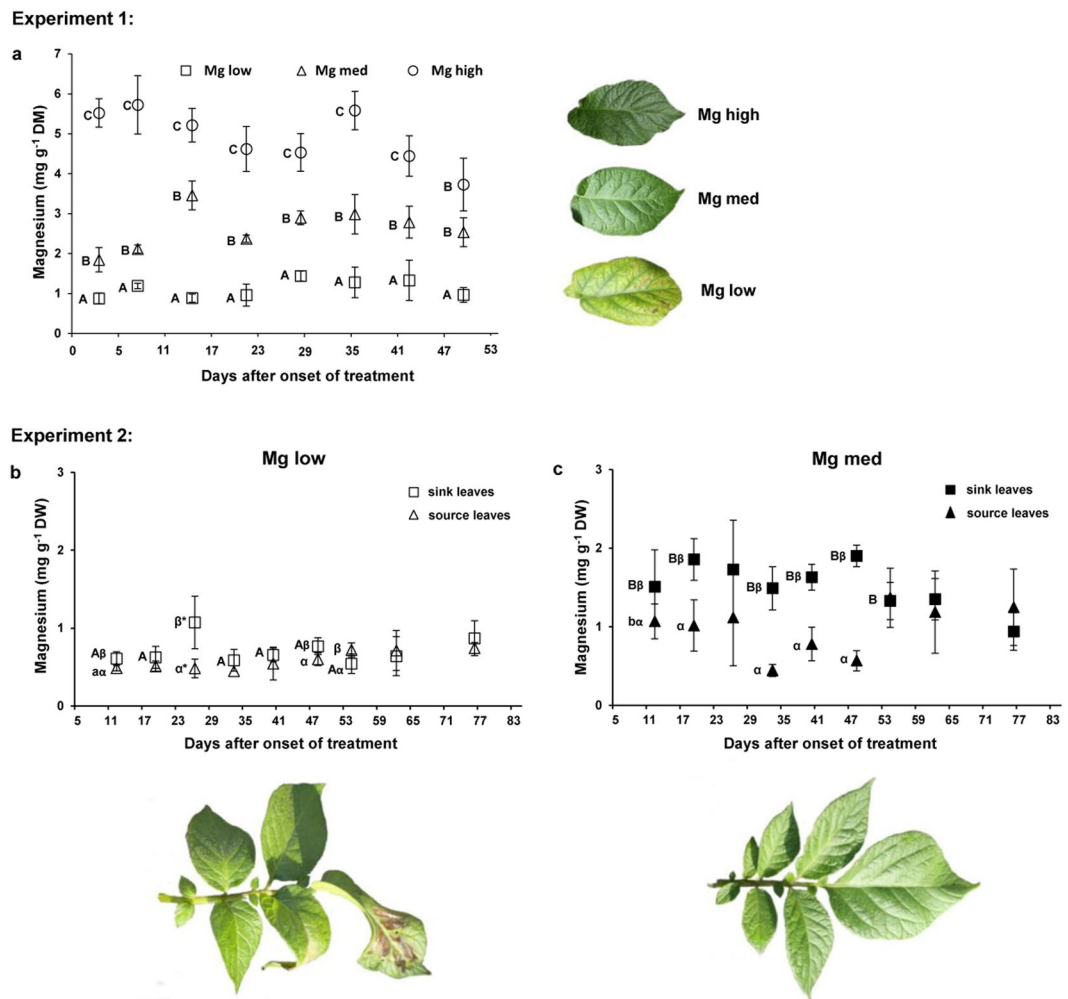 Experiment 1:
a
7
6
5
4
3
2
1
0
Magnesium (mg g-1 DM)
Mg low Mg med Mg high
C C C C C C C B
B B B B B B B B
A A A A A A A A
0 5 11 17 23 29 35 41 47 53
Days after onset of treatment
Mg high
Mg med
Mg low
Experiment 2:
b
Mg low
3
2
1
0
Magnesium (mg g-1 DW)
sink leaves
source leaves
β*
Aβ A A A Aβ β
aα α* α Aα
5 11 17 23 29 35 41 47 53 59 65 71 77 83
Days after onset of treatment
c
Mg med
3
2
1
0
Magnesium (mg g-1 DW)
sink leaves
source leaves
Bβ Bβ Bβ Bβ Bβ B
bα α α α α
5 11 17 23 29 35 41 47 53 59 65 71 77 83
Days after onset of treatment